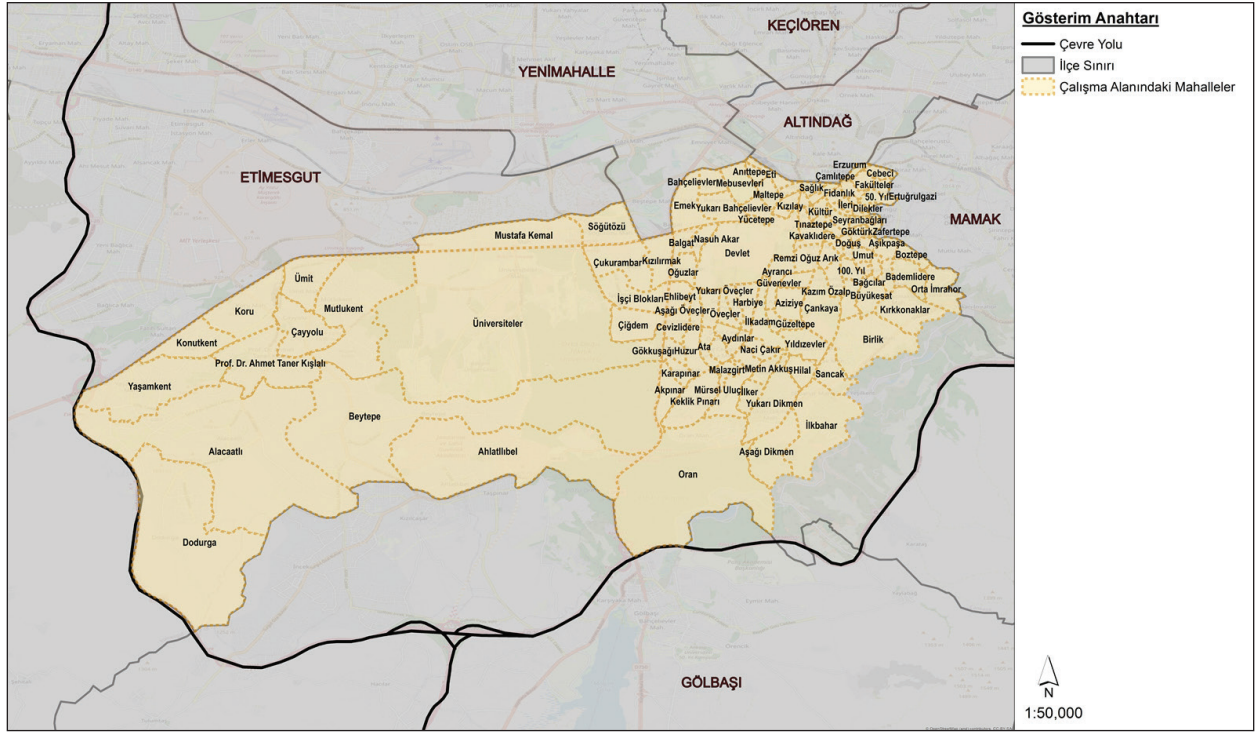 KEÇİÖREN
YENİMAHALLE
ALTINDAĞ
ETİMESGUT
MAMAK
GÖLBAŞI
Erzurum
Anıttepe
Eti
Çamlıtepe
Cebeci
Bahçelievler
Mebusevleri
Sağlık
Fidanlık
Fakülteler
Maltepe
50. Yıl
Ertuğrulgazi
Emek
Yukarı Bahçelievler
Kızılay
Kültür
İleri
Dilekler
Yücetepe
Tınaztepe
Seyranbağları
Söğütözü
Mustafa Kemal
Kavaklıdere
Göktürk
Zafertepe
Balgat
Nasuh Akar
Doğuş
Aşıkpaşa
Devlet
Remzi Oğuz Arık
Umut
Boztepe
Çukurambar
Kızılırmak
Oğuzlar
Ayrancı
100. Yıl
Bademlidere
Ümit
Güvenevler
Bağcılar
Orta İmrahor
Yukarı Öveçler
Kazım Özalp
Büyükesat
İşçi Blokları
Ehlibeyt
Harbiye
Aziziye
Çankaya
Kırkkonaklar
Koru
Mutlukent
Aşağı Öveçler
Öveçler
Üniversiteler
Çiğdem
Cevizlidere
İlkadam
Güzeltepe
Çayyolu
Konutkent
Aydınlar
Yıldızevler
Birlik
Gökkuşağı
Huzur
Ata
Naci Çakır
Prof. Dr. Ahmet Taner Kışlalı
Karapınar
Malazgirt
Metin Akkuş
Hilal
Sancak
Yaşamkent
Akpınar
Mürsel Uluç
İlker
Keklik Pınarı
Yukarı Dikmen
Beytepe
İlkbahar
Alacaatlı
Ahlatlıbel
Aşağı Dikmen
Oran
Dodurga
Gösterim Anahtarı
Çevre Yolu
İlçe Sınırı
Çalışma Alanındaki Mahalleler
N
1:50,000